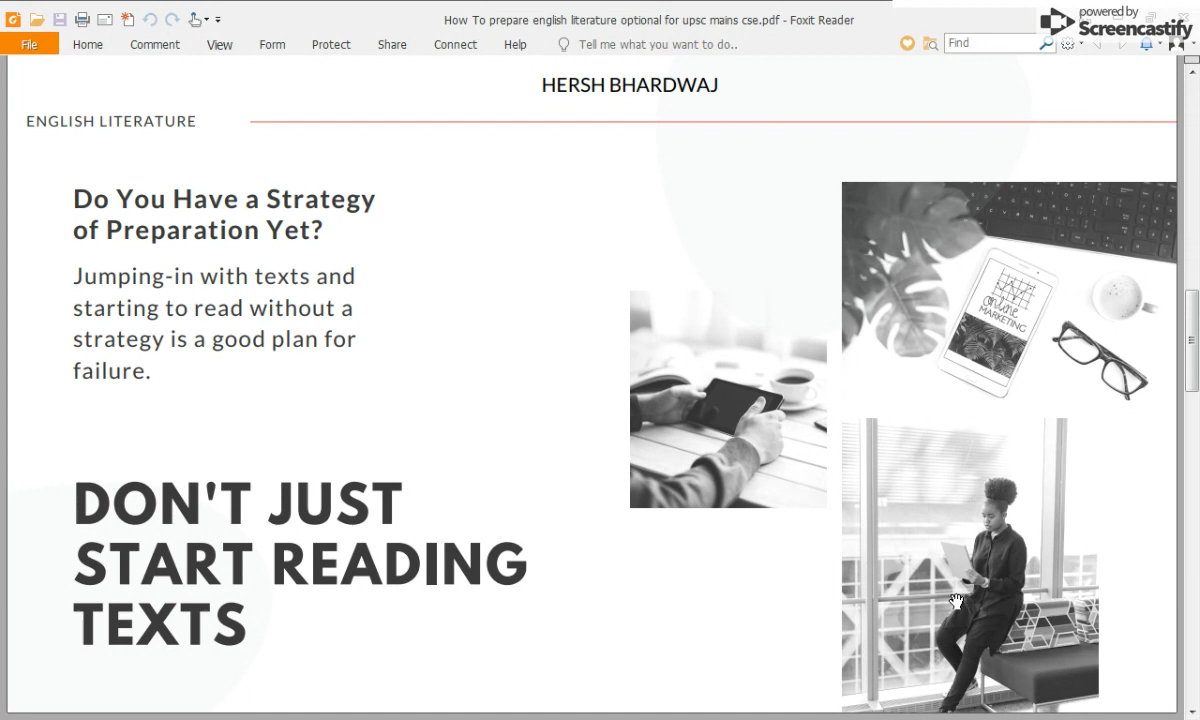 How To prepare english literature optional for upsc mains cse.pdf - Foxit Reader
powered by
Screencastify
File Home Comment View Form Protect Share Connect Help Tell me what you want to do.. Find
HERSH BHARDWAJ
ENGLISH LITERATURE
Do You Have a Strategy
of Preparation Yet?
Jumping-in with texts and
starting to read without a
strategy is a good plan for
failure.
DON'T JUST
START READING
TEXTS
online
MARKETING